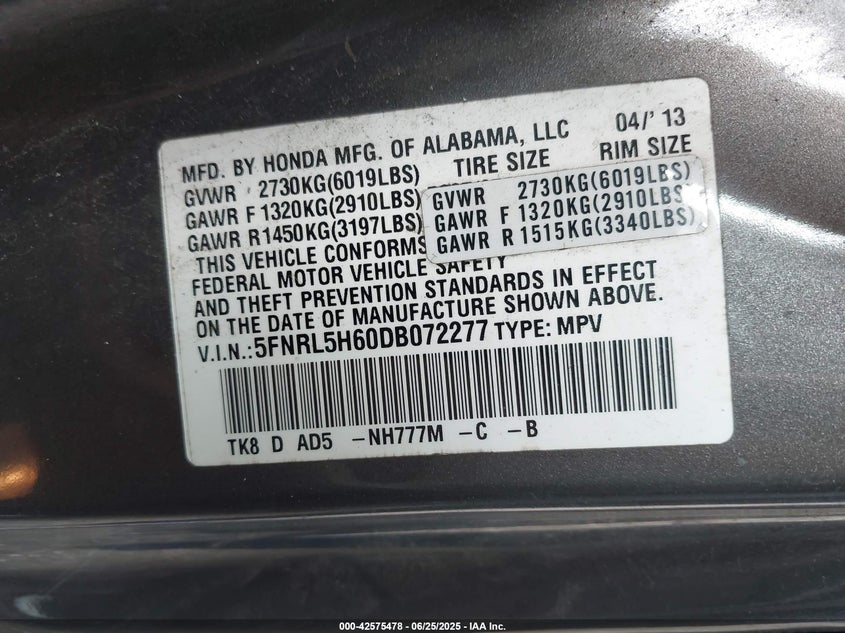 MFD. BY HONDA MFG. OF ALABAMA, LLC 04/'13
GVWR 2730KG(6019LBS) TIRE SIZE RIM SIZE
GAWR F 1320KG(2910LBS)
GAWR R1450KG(3197LBS)
GVWR 2730KG(6019LBS)
GAWR F 1320KG(2910LBS
GAWR R 1515KG(3340LBS)
THIS VEHICLE CONFORMS
FEDERAL MOTOR VEHICLE SAFETY
AND THEFT PREVENTION STANDARDS IN EFFECT
ON THE DATE OF MANUFACTURE SHOWN ABOVE.
V.I.N.:5FNRL5H60DB072277 TYPE: MPV
TK8 D AD5 -NH777M -C -B
000-42575478 - 06/25/2025 - IAA Inc.